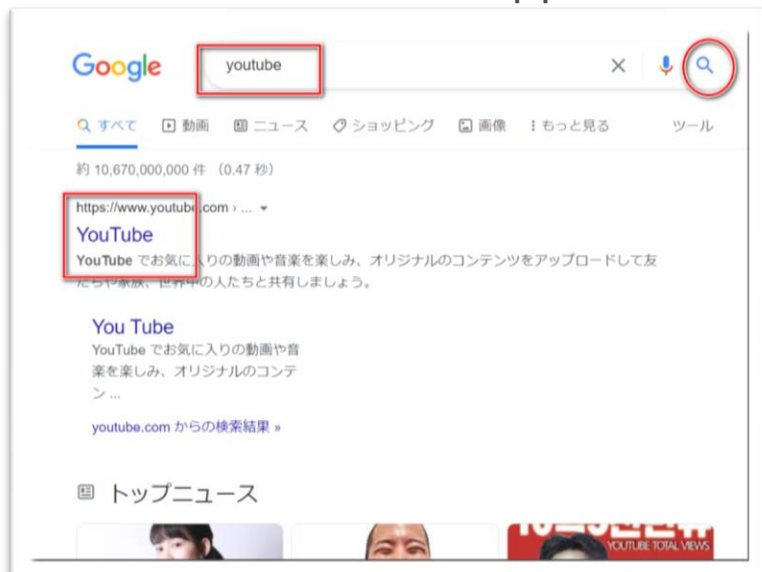 Google youtube
すべて 動画 ニュース ショッピング 画像 もっと見る ツール
約 10,670,000,000 件 (0.47 秒)
https://www.youtube.com › ...
YouTube
YouTube でお気に入りの動画や音楽を楽しみ、オリジナルのコンテンツをアップロードして友
たちや家族、世界中の人たちと共有しましょう。
You Tube
YouTube でお気に入りの動画や音
楽を楽しみ、オリジナルのコンテ
ン ...
youtube.com からの検索結果 »
トップニュース
YOUTUBE TOTAL VIEWS